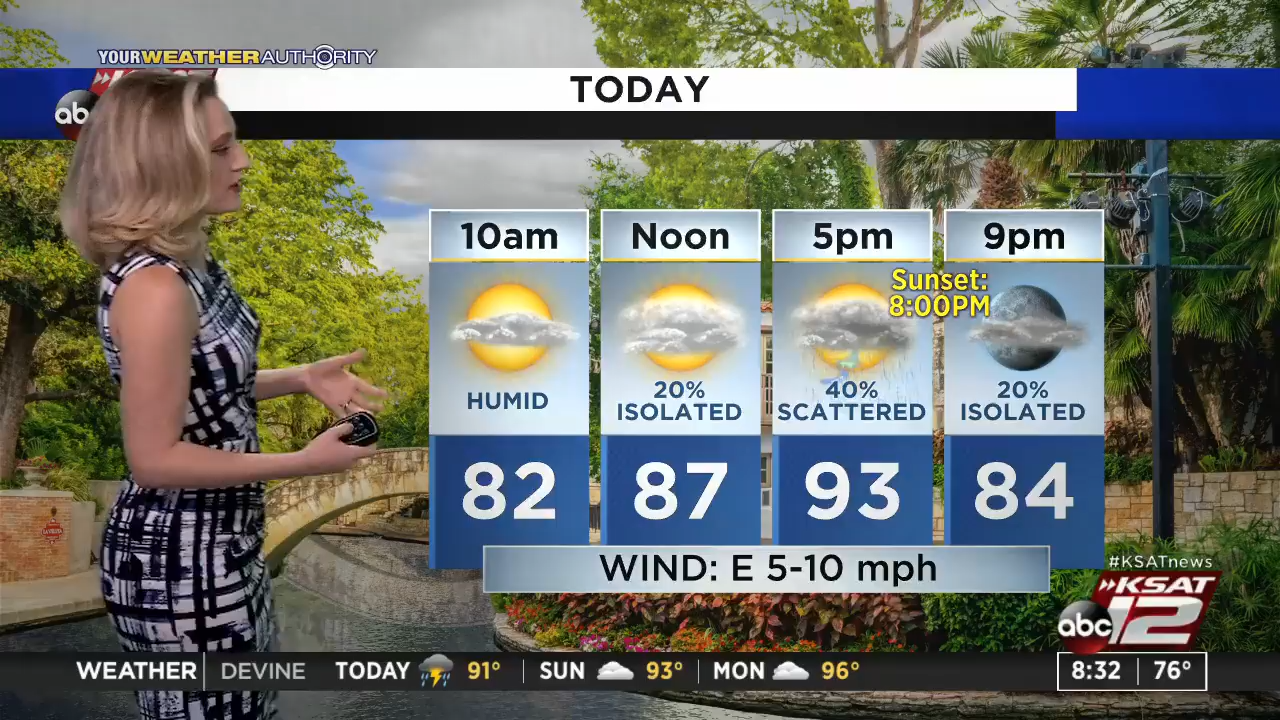 YOURWEATHERAUTHORITY
TODAY
abc
10am
Noon
5pm
9pm
Sunset:
8:00PM
HUMID
20%
ISOLATED
40%
SCATTERED
20%
ISOLATED
82
87
93
84
WIND: E 5-10 mph
#KSATnews
KSAT
12
abc
WEATHER DEVINE TODAY 91° SUN 93° MON 96°
8:32 76°